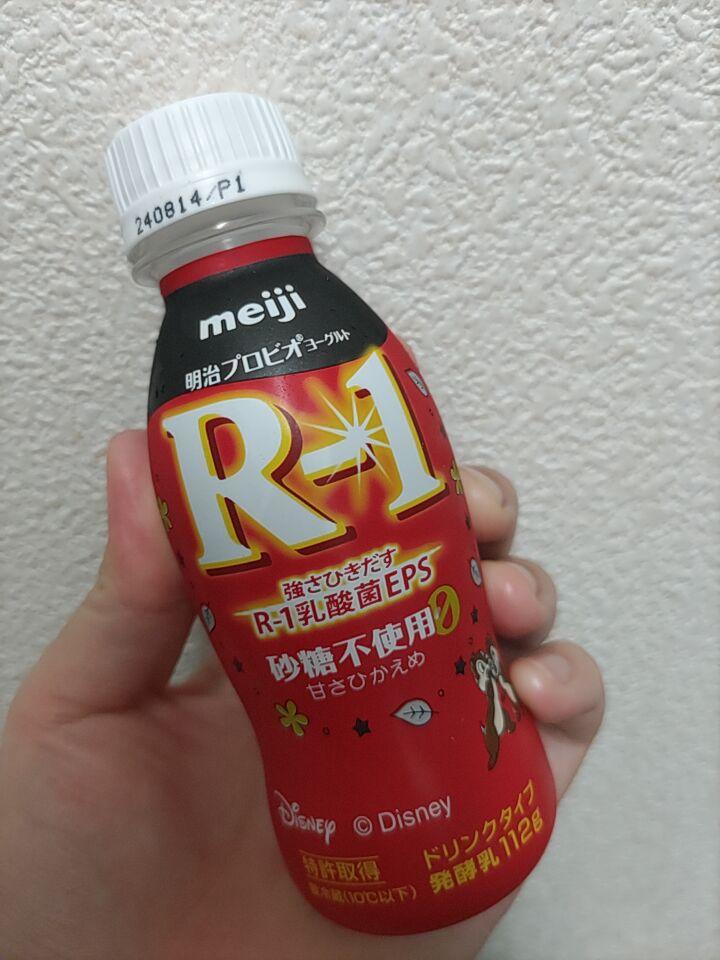 240814/P1
meiji
明治プロビオ®ヨーグルト
R-1
強さひきだす
R-1乳酸菌EPS
砂糖不使用0
甘さひかえめ
Disney © Disney
特許取得
要冷蔵(10℃以下)
ドリンクタイプ
発酵乳 112g